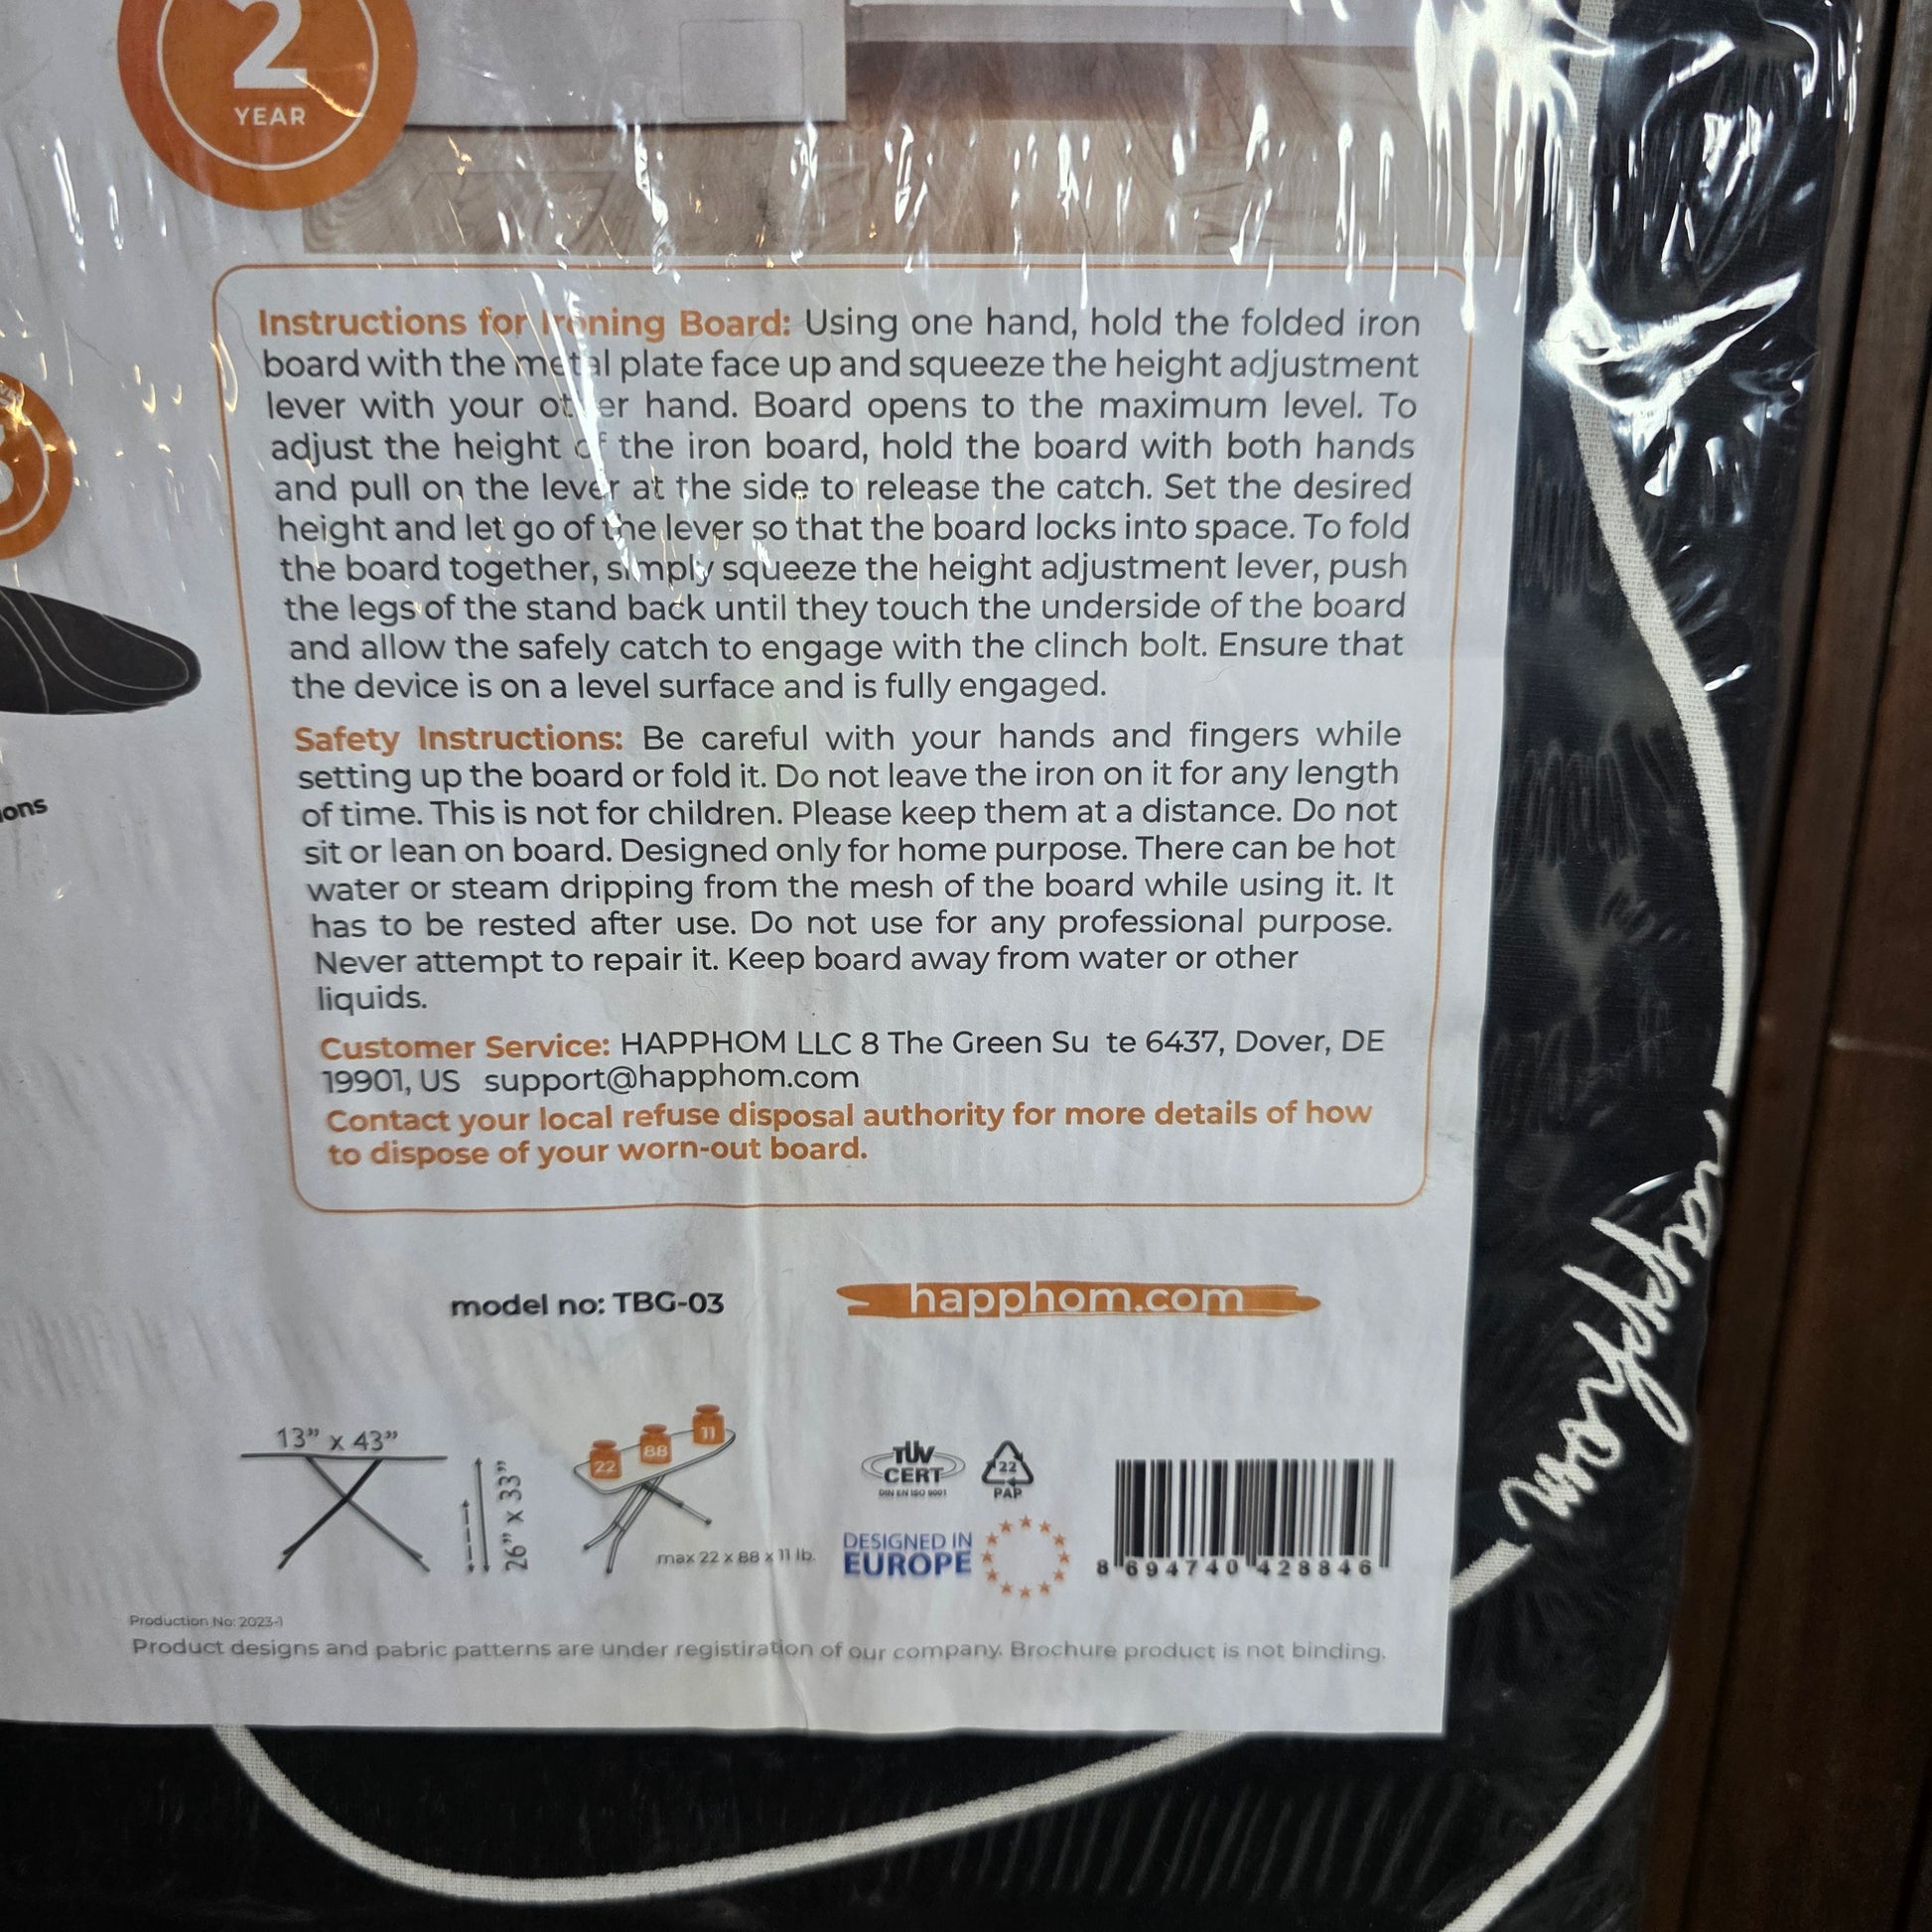 2
YEAR
Instructions for Ironing Board: Using one hand, hold the folded iron
board with the metal plate face up and squeeze the height adjustment
lever with your other hand. Board opens to the maximum level. To
adjust the height of the iron board, hold the board with both hands
and pull on the lever at the side to release the catch. Set the desired
height and let go of the lever so that the board locks into space. To fold
the board together, simply squeeze the height adjustment lever, push
the legs of the stand back until they touch the underside of the board
and allow the safely catch to engage with the clinch bolt. Ensure that
the device is on a level surface and is fully engaged.
Safety Instructions: Be careful with your hands and fingers while
setting up the board or fold it. Do not leave the iron on it for any length
of time. This is not for children. Please keep them at a distance. Do not
sit or lean on board. Designed only for home purpose. There can be hot
water or steam dripping from the mesh of the board while using it. It
has to be rested after use. Do not use for any professional purpose.
Never attempt to repair it. Keep board away from water or other
liquids.
Customer Service: HAPPHOM LLC 8 The Green Su te 6437, Dover, DE
19901, US support@happhom.com
Contact your local refuse disposal authority for more details of how
to dispose of your worn-out board.
ions
model no: TBG-03
happhom.com
happhom
13” x 43”
26” x 33”
22 88 11
max 22 x 88 x 11 lb.
TÜV
CERT
DIN EN ISO 9001
22
PAP
DESIGNED IN
EUROPE
8 694740 428846
Production No: 2023-1
Product designs and pabric patterns are under registiration of our company. Brochure product is not binding.